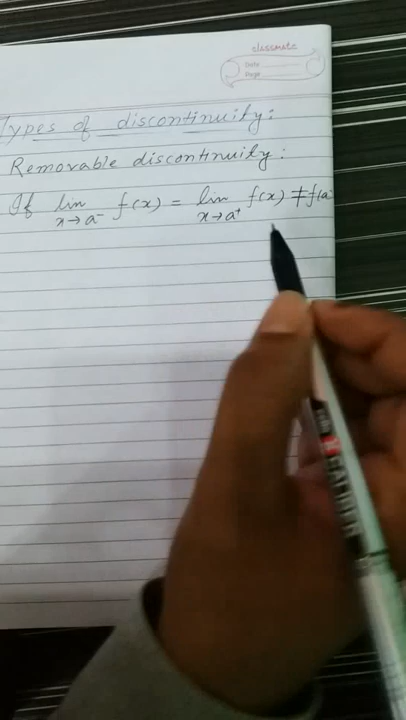 classmate
Date
Page
Types of discontinuity:
Removable discontinuity:
If lim x→a⁻ f(x) = lim x→a⁺ f(x) ≠ f(a